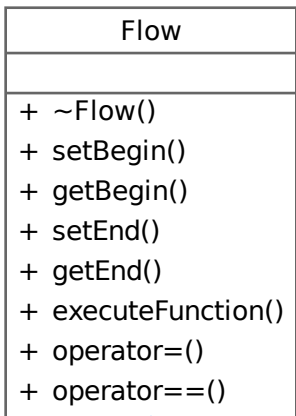 Flow
+ ~Flow()
+ setBegin()
+ getBegin()
+ setEnd()
+ getEnd()
+ executeFunction()
+ operator=()
+ operator==()